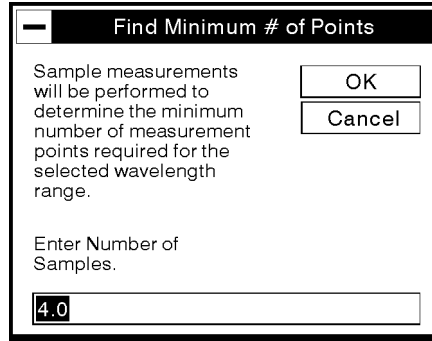 Find Minimum # of Points
Sample measurements
will be performed to
determine the minimum
number of measurement
points required for the
selected wavelength
range.
OK
Cancel
Enter Number of
Samples.
4.0